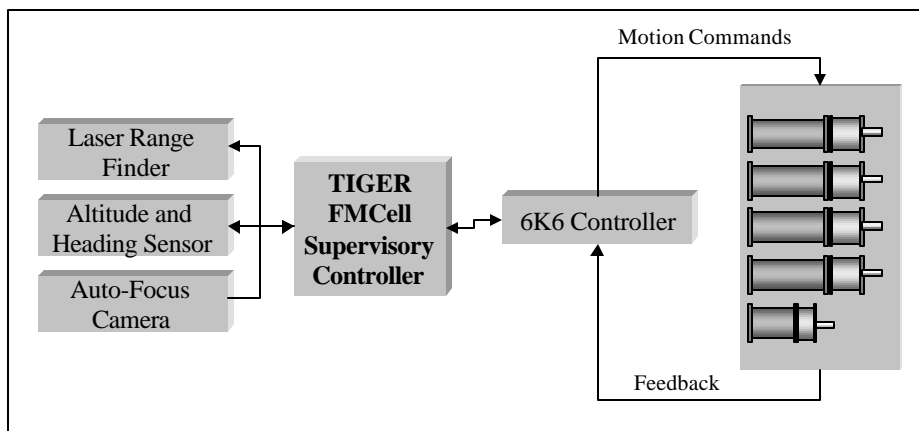 Motion Commands
Laser Range
Finder
Altitude and
Heading Sensor
Auto-Focus
Camera
TIGER
FMCell
Supervisory
Controller
6K6 Controller
Feedback